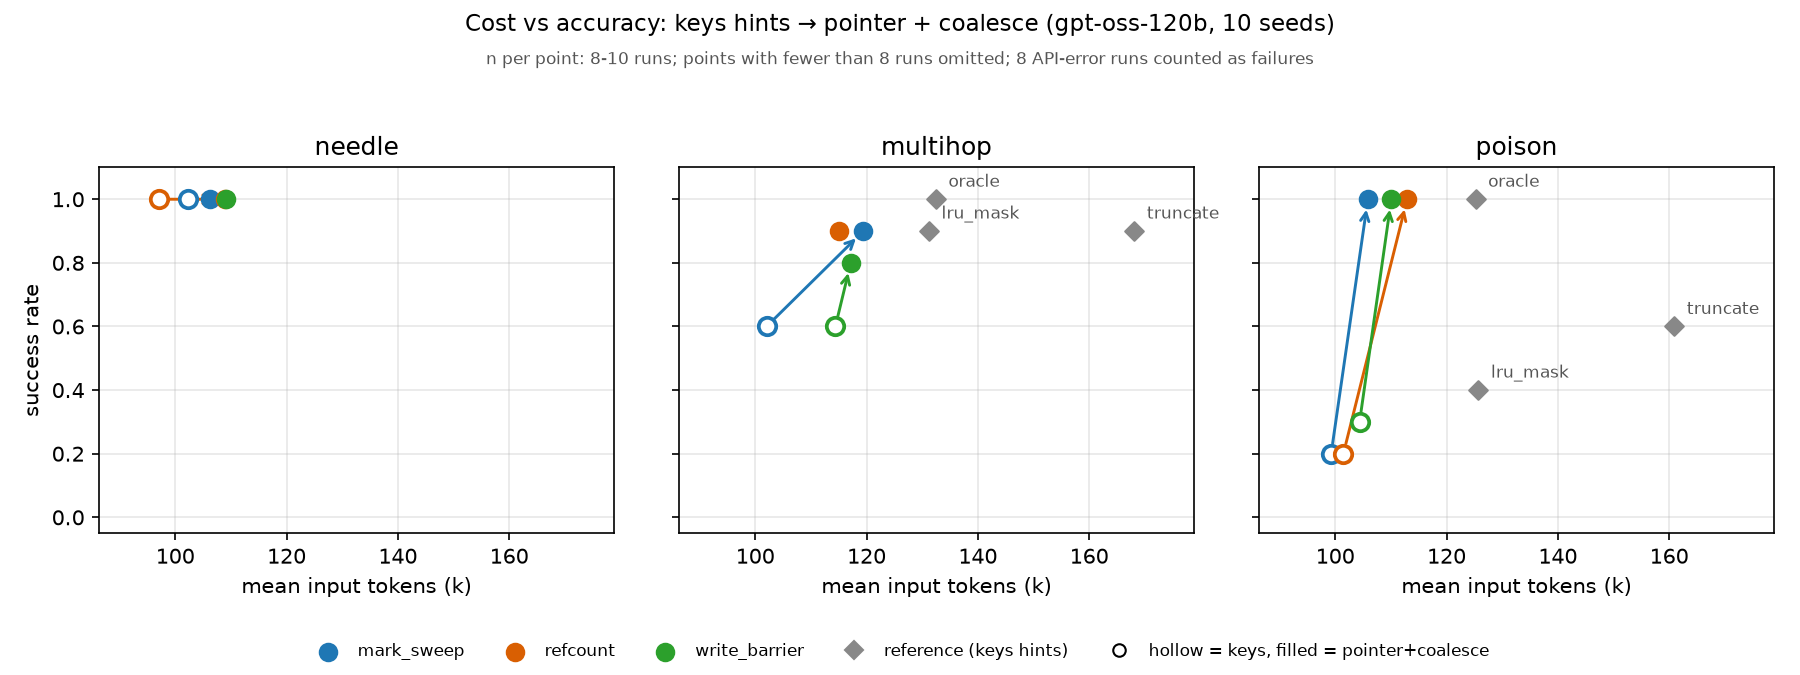 Cost vs accuracy: keys hints → pointer + coalesce (gpt-oss-120b, 10 seeds)
n per point: 8-10 runs; points with fewer than 8 runs omitted; 8 API-error runs counted as failures
needle
multihop
poison
success rate
1.0
0.8
0.6
0.4
0.2
0.0
100 120 140 160
mean input tokens (k)
oracle
lru_mask
truncate
100 120 140 160
mean input tokens (k)
oracle
truncate
lru_mask
100 120 140 160
mean input tokens (k)
mark_sweep refcount write_barrier reference (keys hints) hollow = keys, filled = pointer+coalesce